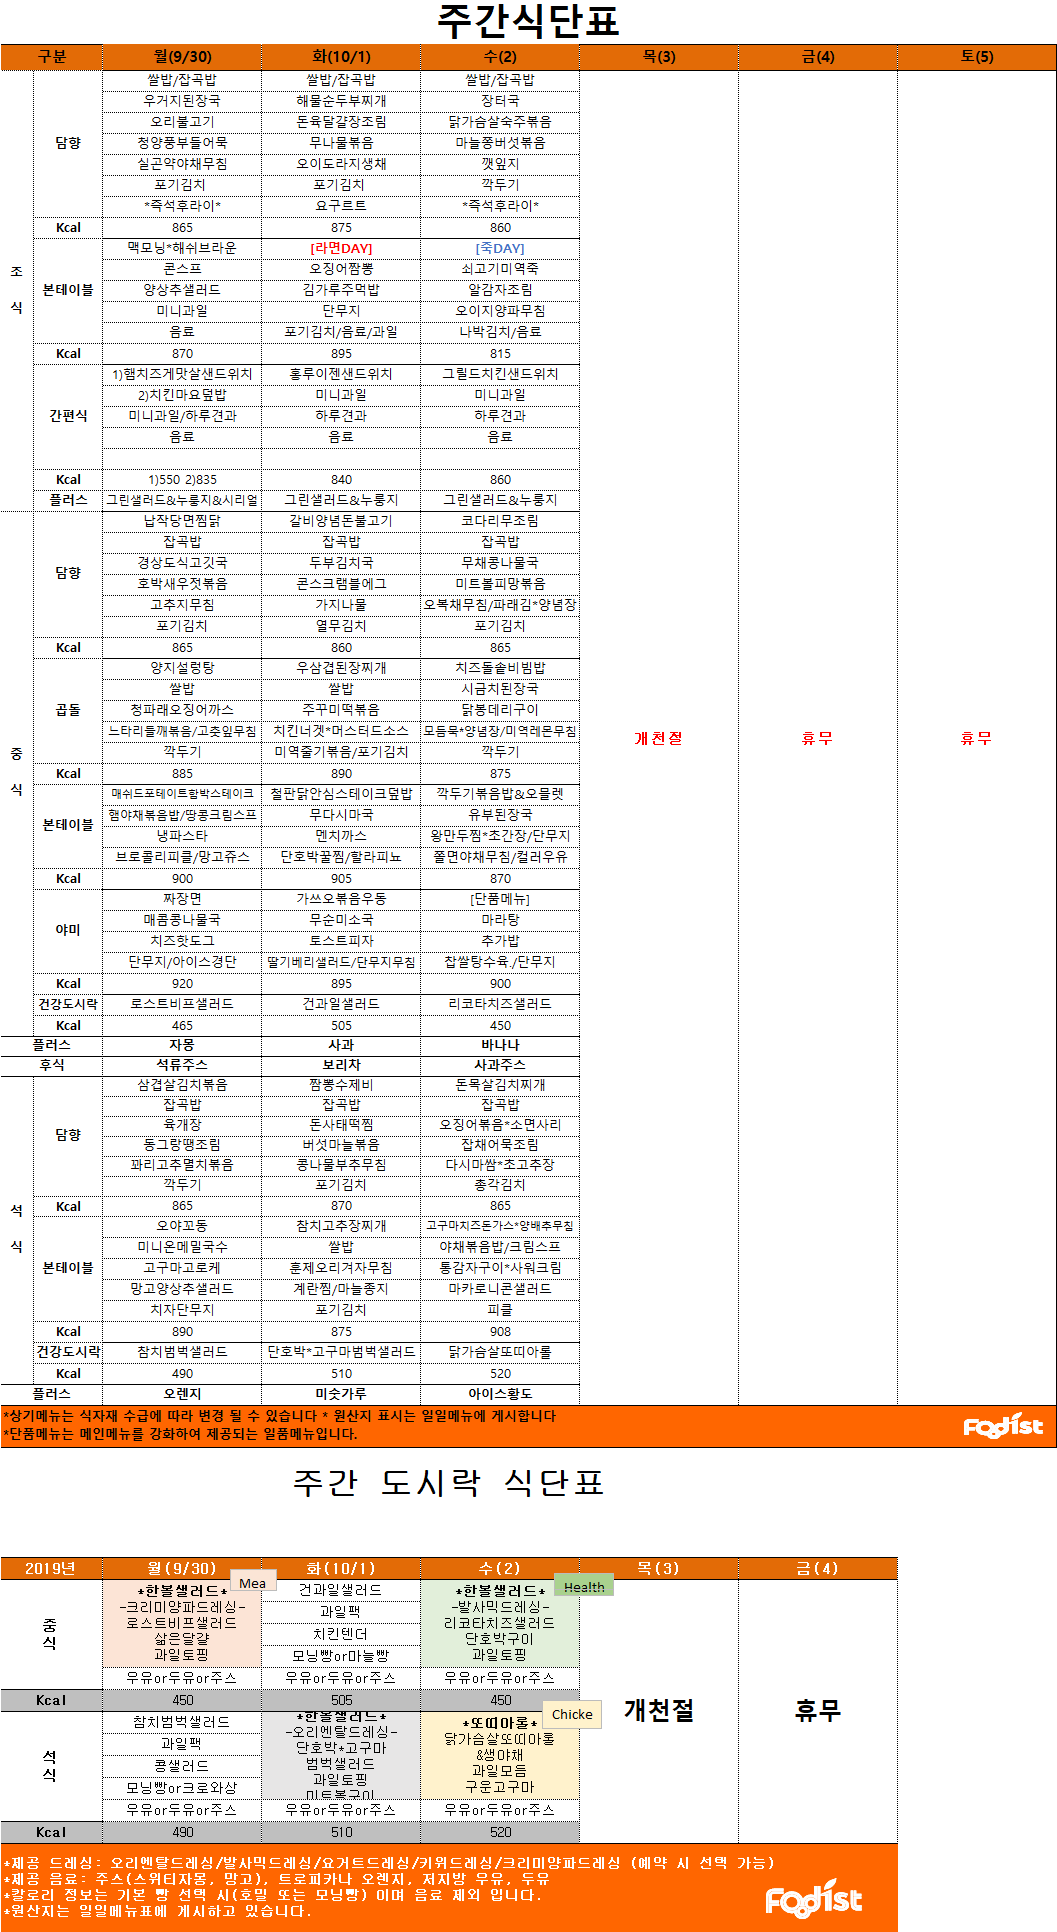 주간식단표
구분 월(9/30) 화(10/1) 수(2) 목(3) 금(4) 토(5)
조식
담향
쌀밥/잡곡밥 쌀밥/잡곡밥 쌀밥/잡곡밥
우거지된장국 해물순두부찌개 장터국
오리불고기 돈육달걀장조림 닭가슴살숙주볶음
청양풍부들어묵 무나물볶음 마늘쫑버섯볶음
실곤약야채무침 오이도라지생채 깻잎지
포기김치 포기김치 깍두기
*즉석후라이* 요구르트 *즉석후라이*
Kcal 865 875 860
본테이블
맥모닝*해쉬브라운 [라면DAY] [죽DAY]
콘스프 오징어짬뽕 쇠고기미역죽
양상추샐러드 김가루주먹밥 알감자조림
미니과일 단무지 오이지양파무침
음료 포기김치/음료/과일 나박김치/음료
Kcal 870 895 815
간편식
1)햄치즈게맛살샌드위치 홍루이젠샌드위치 그릴드치킨샌드위치
2)치킨마요덮밥 미니과일 미니과일
미니과일/하루견과 하루견과 하루견과
음료 음료 음료
Kcal 1)550 2)835 840 860
플러스 그린샐러드&누룽지&시리얼 그린샐러드&누룽지 그린샐러드&누룽지
중식
담향
납작당면찜닭 갈비양념돈불고기 코다리무조림
잡곡밥 잡곡밥 잡곡밥
경상도식고깃국 두부김치국 무채콩나물국
호박새우젓볶음 콘스크램블에그 미트볼피망볶음
고추지무침 가지나물 오복채무침/파래김*양념장
포기김치 열무김치 포기김치
Kcal 865 860 865
곱돌
양지설렁탕 우삼겹된장찌개 치즈돌솥비빔밥
쌀밥 쌀밥 시금치된장국
청파래오징어까스 주꾸미떡볶음 닭봉데리구이
느타리들깨볶음/고춧잎무침 치킨너겟*머스터드소스 모듬묵*양념장/미역레몬무침
깍두기 미역줄기볶음/포기김치 깍두기
Kcal 885 890 875
개천절 휴무 휴무
본테이블
매쉬드포테이트함박스테이크 철판닭안심스테이크덮밥 깍두기볶음밥&오믈렛
햄야채볶음밥/땅콩크림스프 무다시마국 유부된장국
냉파스타 멘치까스 왕만두찜*초간장/단무지
브로콜리피클/망고쥬스 단호박꿀찜/할라피뇨 쫄면야채무침/컬러우유
Kcal 900 905 870
야미
짜장면 가쓰오볶음우동 [단품메뉴]
매콤콩나물국 무순미소국 마라탕
치즈핫도그 토스트피자 추가밥
단무지/아이스경단 딸기베리샐러드/단무지무침 찹쌀탕수육./단무지
Kcal 920 895 900
건강도시락 로스트비프샐러드 건과일샐러드 리코타치즈샐러드
Kcal 465 505 450
플러스 자몽 사과 바나나
후식 석류주스 보리차 사과주스
석식
담향
삼겹살김치볶음 짬뽕수제비 돈목살김치찌개
잡곡밥 잡곡밥 잡곡밥
육개장 돈사태떡찜 오징어볶음*소면사리
동그랑땡조림 버섯마늘볶음 잡채어묵조림
꽈리고추멸치볶음 콩나물부추무침 다시마쌈*초고추장
깍두기 포기김치 총각김치
Kcal 865 870 865
본테이블
오야꼬동 참치고추장찌개 고구마치즈돈가스*양배추무침
미니온메밀국수 쌀밥 야채볶음밥/크림스프
고구마고로케 훈제오리겨자무침 통감자구이*사워크림
망고양상추샐러드 계란찜/마늘쫑지 마카로니콘샐러드
치자단무지 포기김치 피클
Kcal 890 875 908
건강도시락 참치범벅샐러드 단호박*고구마범벅샐러드 닭가슴살또띠아롤
Kcal 490 510 520
플러스 오렌지 미숫가루 아이스황도
*상기메뉴는 식자재 수급에 따라 변경 될 수 있습니다 * 원산지 표시는 일일메뉴에 게시합니다
*단품메뉴는 메인메뉴를 강화하여 제공되는 일품메뉴입니다.
Fodist
주간 도시락 식단표
2019년 월(9/30) 화(10/1) 수(2) 목(3) 금(4)
Mea
Health
중식
*한볼샐러드* 건과일샐러드 *한볼샐러드*
-크리미양파드레싱- 과일팩 -발사믹드레싱-
로스트비프샐러드 치킨텐더 리코타치즈샐러드
삶은달걀 모닝빵or마늘빵 단호박구이
과일토핑 과일토핑
우유or두유or주스 우유or두유or주스 우유or두유or주스
Kcal 450 505 450
개천절 휴무
Chicke
석식
참치범벅샐러드 *한볼샐러드* *또띠아롤*
과일팩 -오리엔탈드레싱- 닭가슴살또띠아롤
콩샐러드 단호박*고구마 &생야채
모닝빵or크로와상 범벅샐러드 과일모음
과일토핑 구운고구마
미트볼구이
우유or두유or주스 우유or두유or주스 우유or두유or주스
Kcal 490 510 520
*제공 드레싱: 오리엔탈드레싱/발사믹드레싱/요거트드레싱/키위드레싱/크리미양파드레싱 (예약 시 선택 가능)
*제공 음료: 주스(스위티자몽, 망고), 트로피카나 오렌지, 저지방 우유, 두유
*칼로리 정보는 기본 빵 선택 시(호밀 또는 모닝빵) 이며 음료 제외 입니다.
*원산지는 일일메뉴표에 게시하고 있습니다.
Fodist